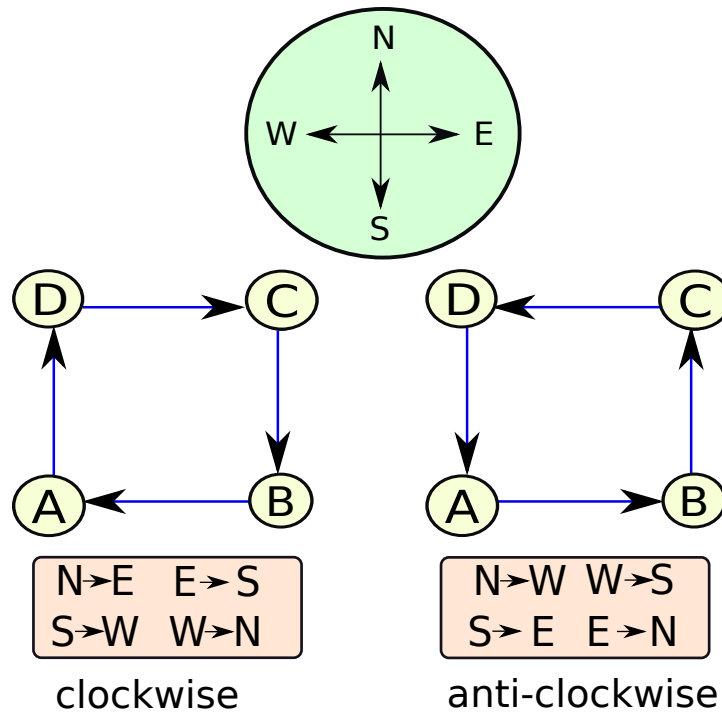 N
W E
S
D C D C
A B A B
N→E E→S N→W W→S
S→W W→N S→E E→N
clockwise anti-clockwise